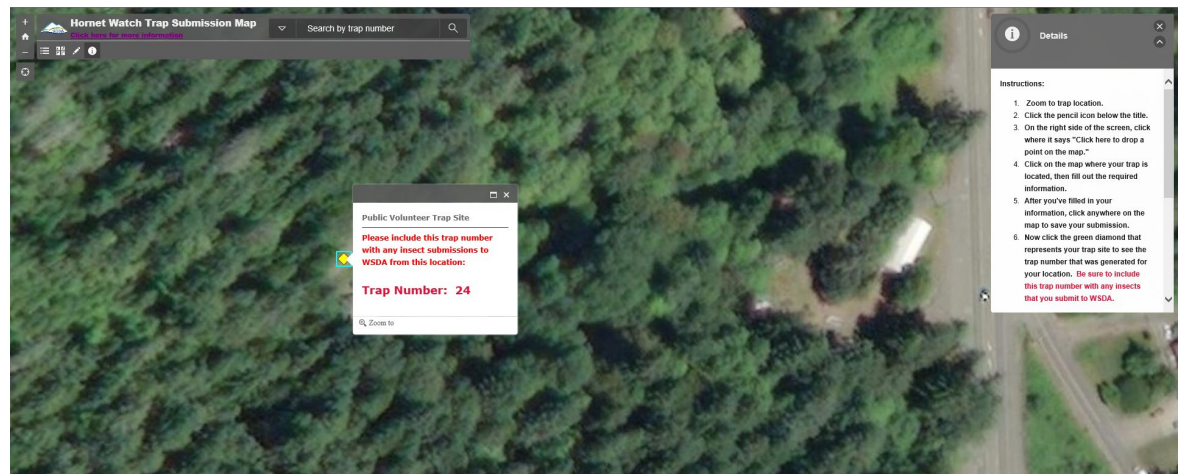 Hornet Watch Trap Submission Map
Click here for more information
Search by trap number
Details
Instructions:
1. Zoom to trap location.
2. Click the pencil icon below the title.
3. On the right side of the screen, click
where it says "Click here to drop a
point on the map."
4. Click on the map where your trap is
located, then fill out the required
information.
5. After you've filled in your
information, click anywhere on the
map to save your submission.
6. Now click the green diamond that
represents your trap site to see the
trap number that was generated for
your location. Be sure to include
this trap number with any insects
that you submit to WSDA.
Public Volunteer Trap Site
Please include this trap number
with any insect submissions to
WSDA from this location:
Trap Number: 24
Zoom to